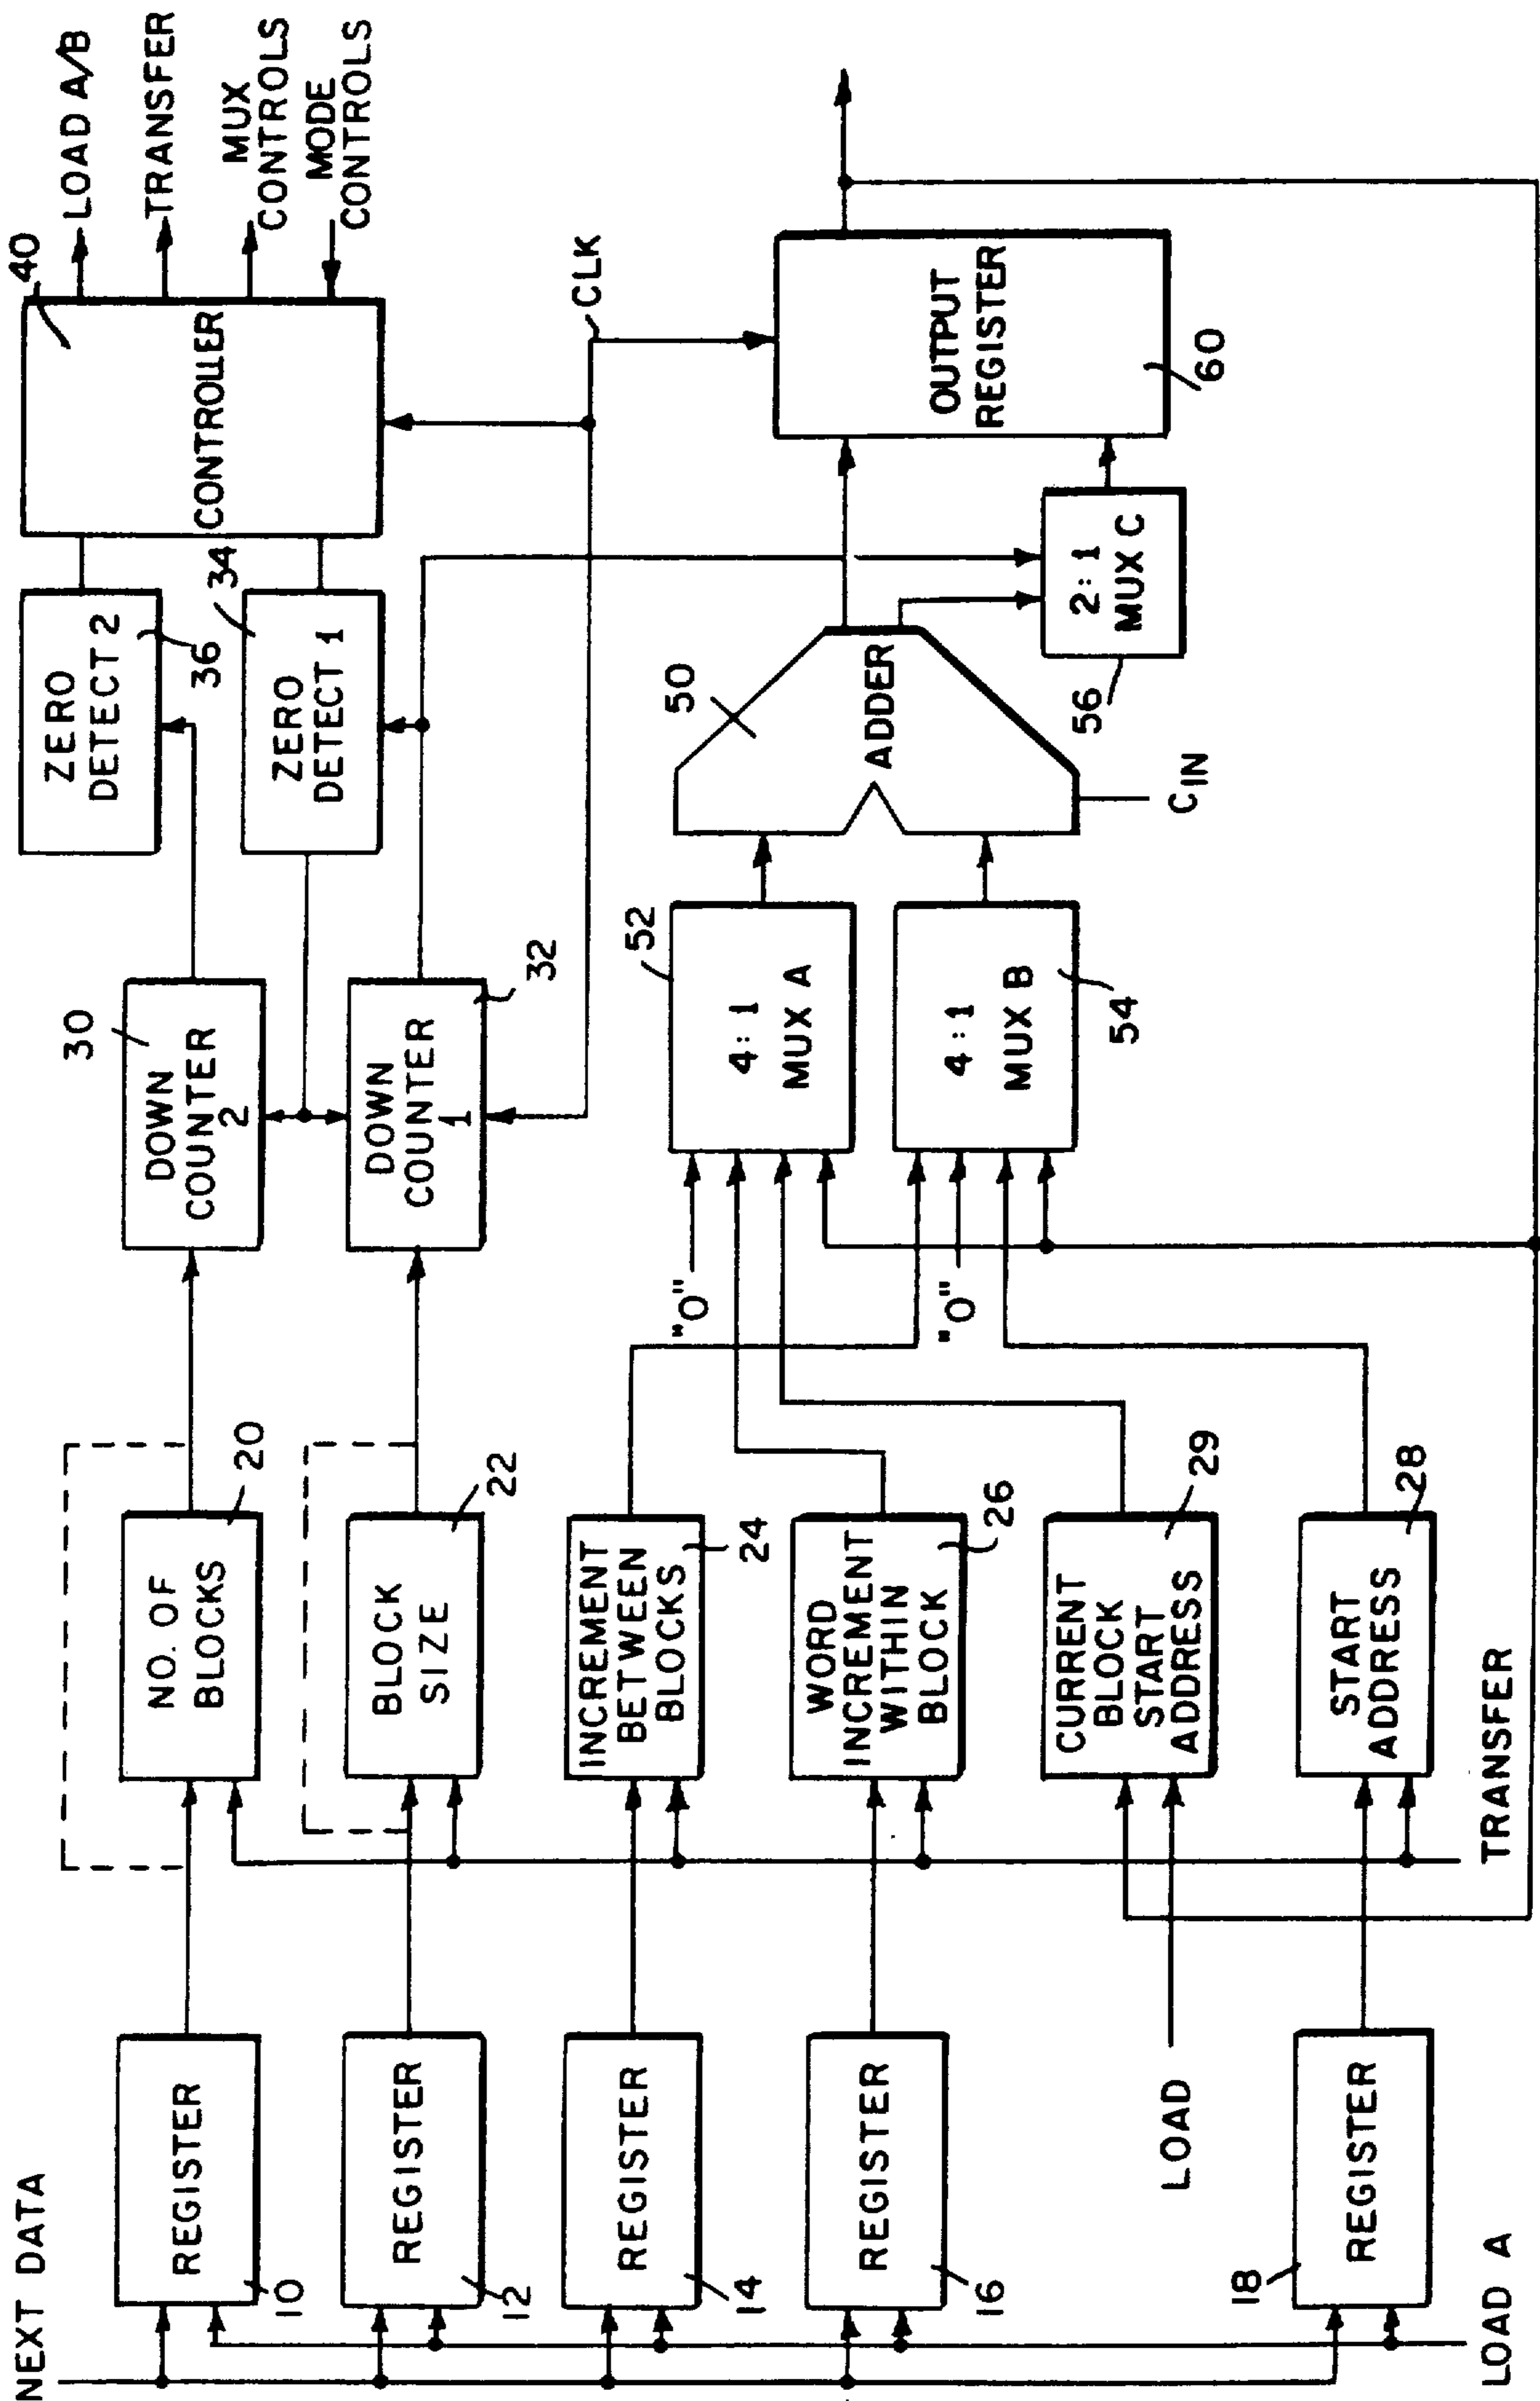 NEXT DATA
REGISTER
10
REGISTER
12
REGISTER
14
REGISTER
16
REGISTER
18
LOAD A
LOAD
NO. OF
BLOCKS
20
BLOCK
SIZE
22
INCREMENT
BETWEEN
BLOCKS
24
WORD
INCREMENT
WITHIN
BLOCK
26
CURRENT
BLOCK
START
ADDRESS
29
START
ADDRESS
28
TRANSFER
30
DOWN
COUNTER
2
DOWN
COUNTER
1
32
"O"
"O"
52
4:1
MUX A
4:1
MUX B
54
ZERO
DETECT 2
36
34
ZERO
DETECT 1
50
ADDER
CIN
2:1
MUX C
56
40
CONTROLLER
LOAD A/B
TRANSFER
MUX
CONTROLS
MODE
CONTROLS
CLK
OUTPUT
REGISTER
60